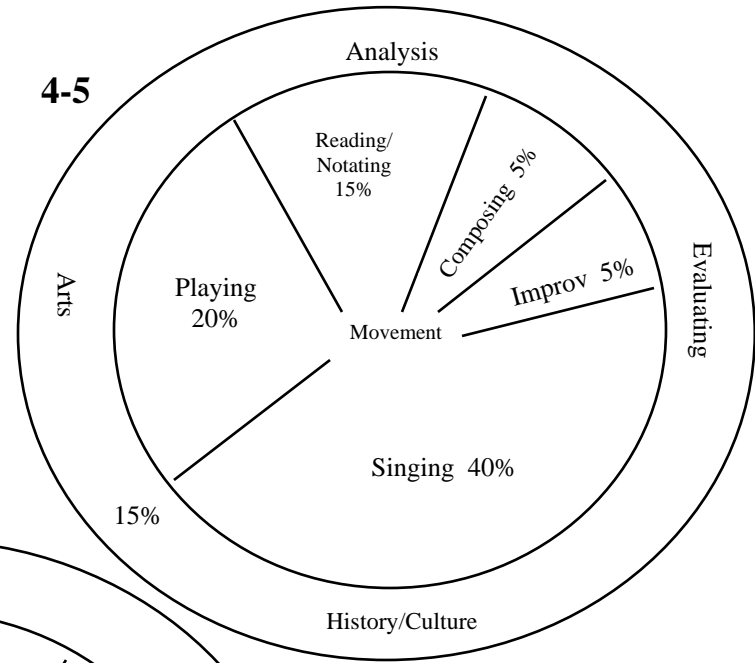 4-5
Analysis
Reading/
Notating
15%
Composing 5%
Improv 5%
Evaluating
Arts
Playing
20%
Movement
Singing 40%
15%
History/Culture